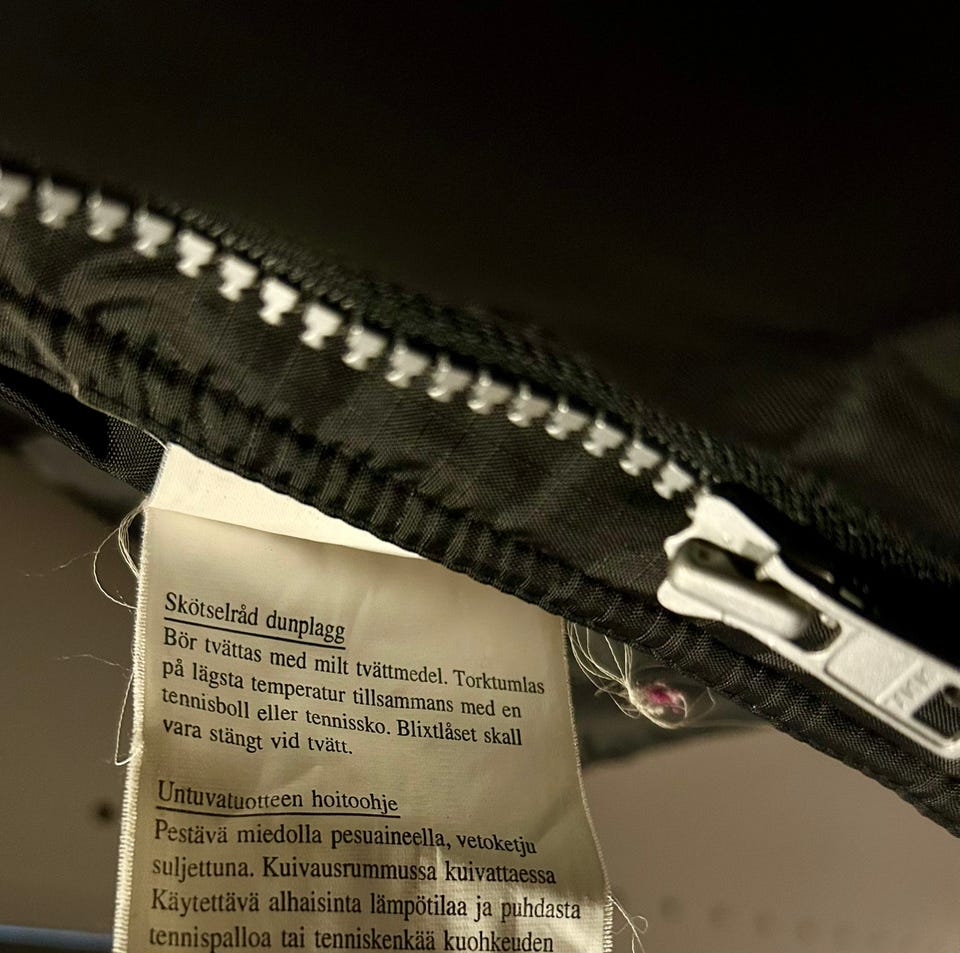 Skötselråd dunplagg
Bör tvättas med milt tvättmedel. Torktumlas
på lägsta temperatur tillsammans med en
tennisboll eller tennissko. Blixtlåset skall
vara stängt vid tvätt.
Untuvatuotteen hoitoohje
Pestävä miedolla pesuaineella, vetoketju
suljettuna. Kuivausrummussa kuivattaessa
Käytettävä alhaisinta lämpötilaa ja puhdasta
tennispalloa tai tenniskenkää kuohkeuden